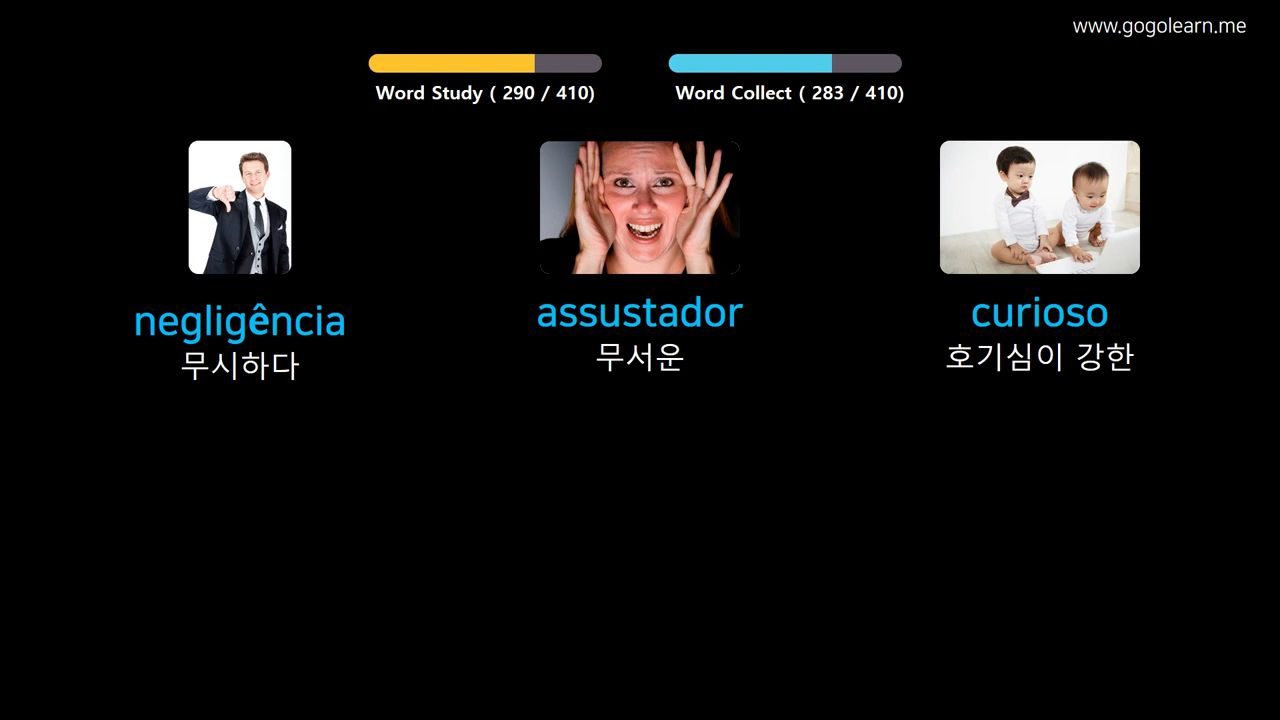 www.gogolearn.me
Word Study ( 290 / 410)
Word Collect ( 283 / 410)
negligência
무시하다
assustador
무서운
curioso
호기심이 강한